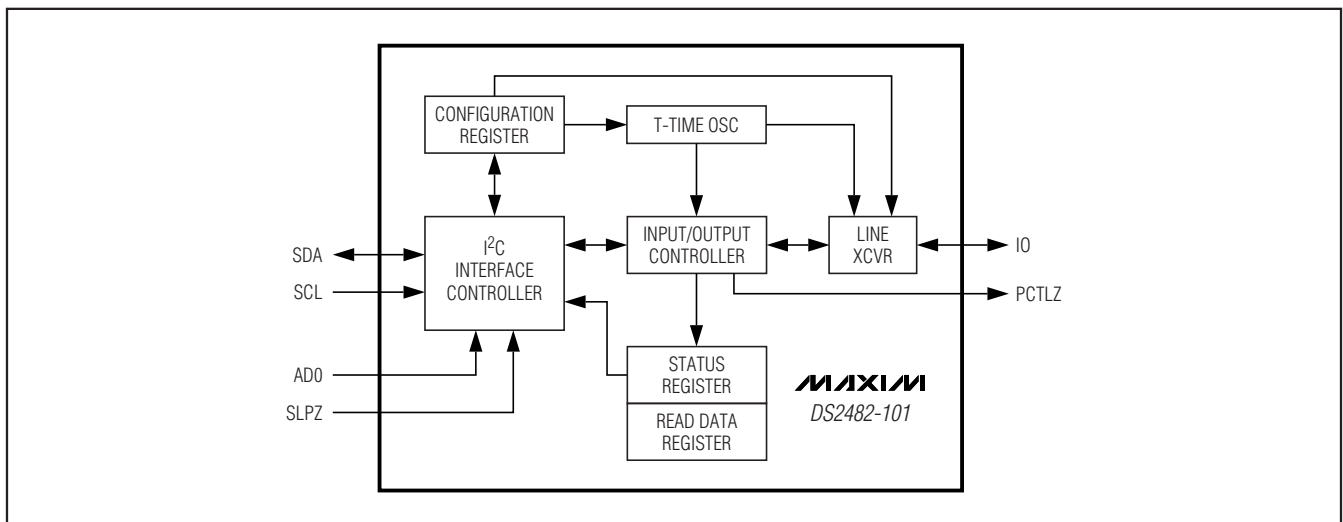 CONFIGURATION
REGISTER
T-TIME OSC
SDA
SCL
I²C
INTERFACE
CONTROLLER
INPUT/OUTPUT
CONTROLLER
LINE
XCVR
IO
PCTLZ
AD0
SLPZ
STATUS
REGISTER
READ DATA
REGISTER
MAXIM
DS2482-101